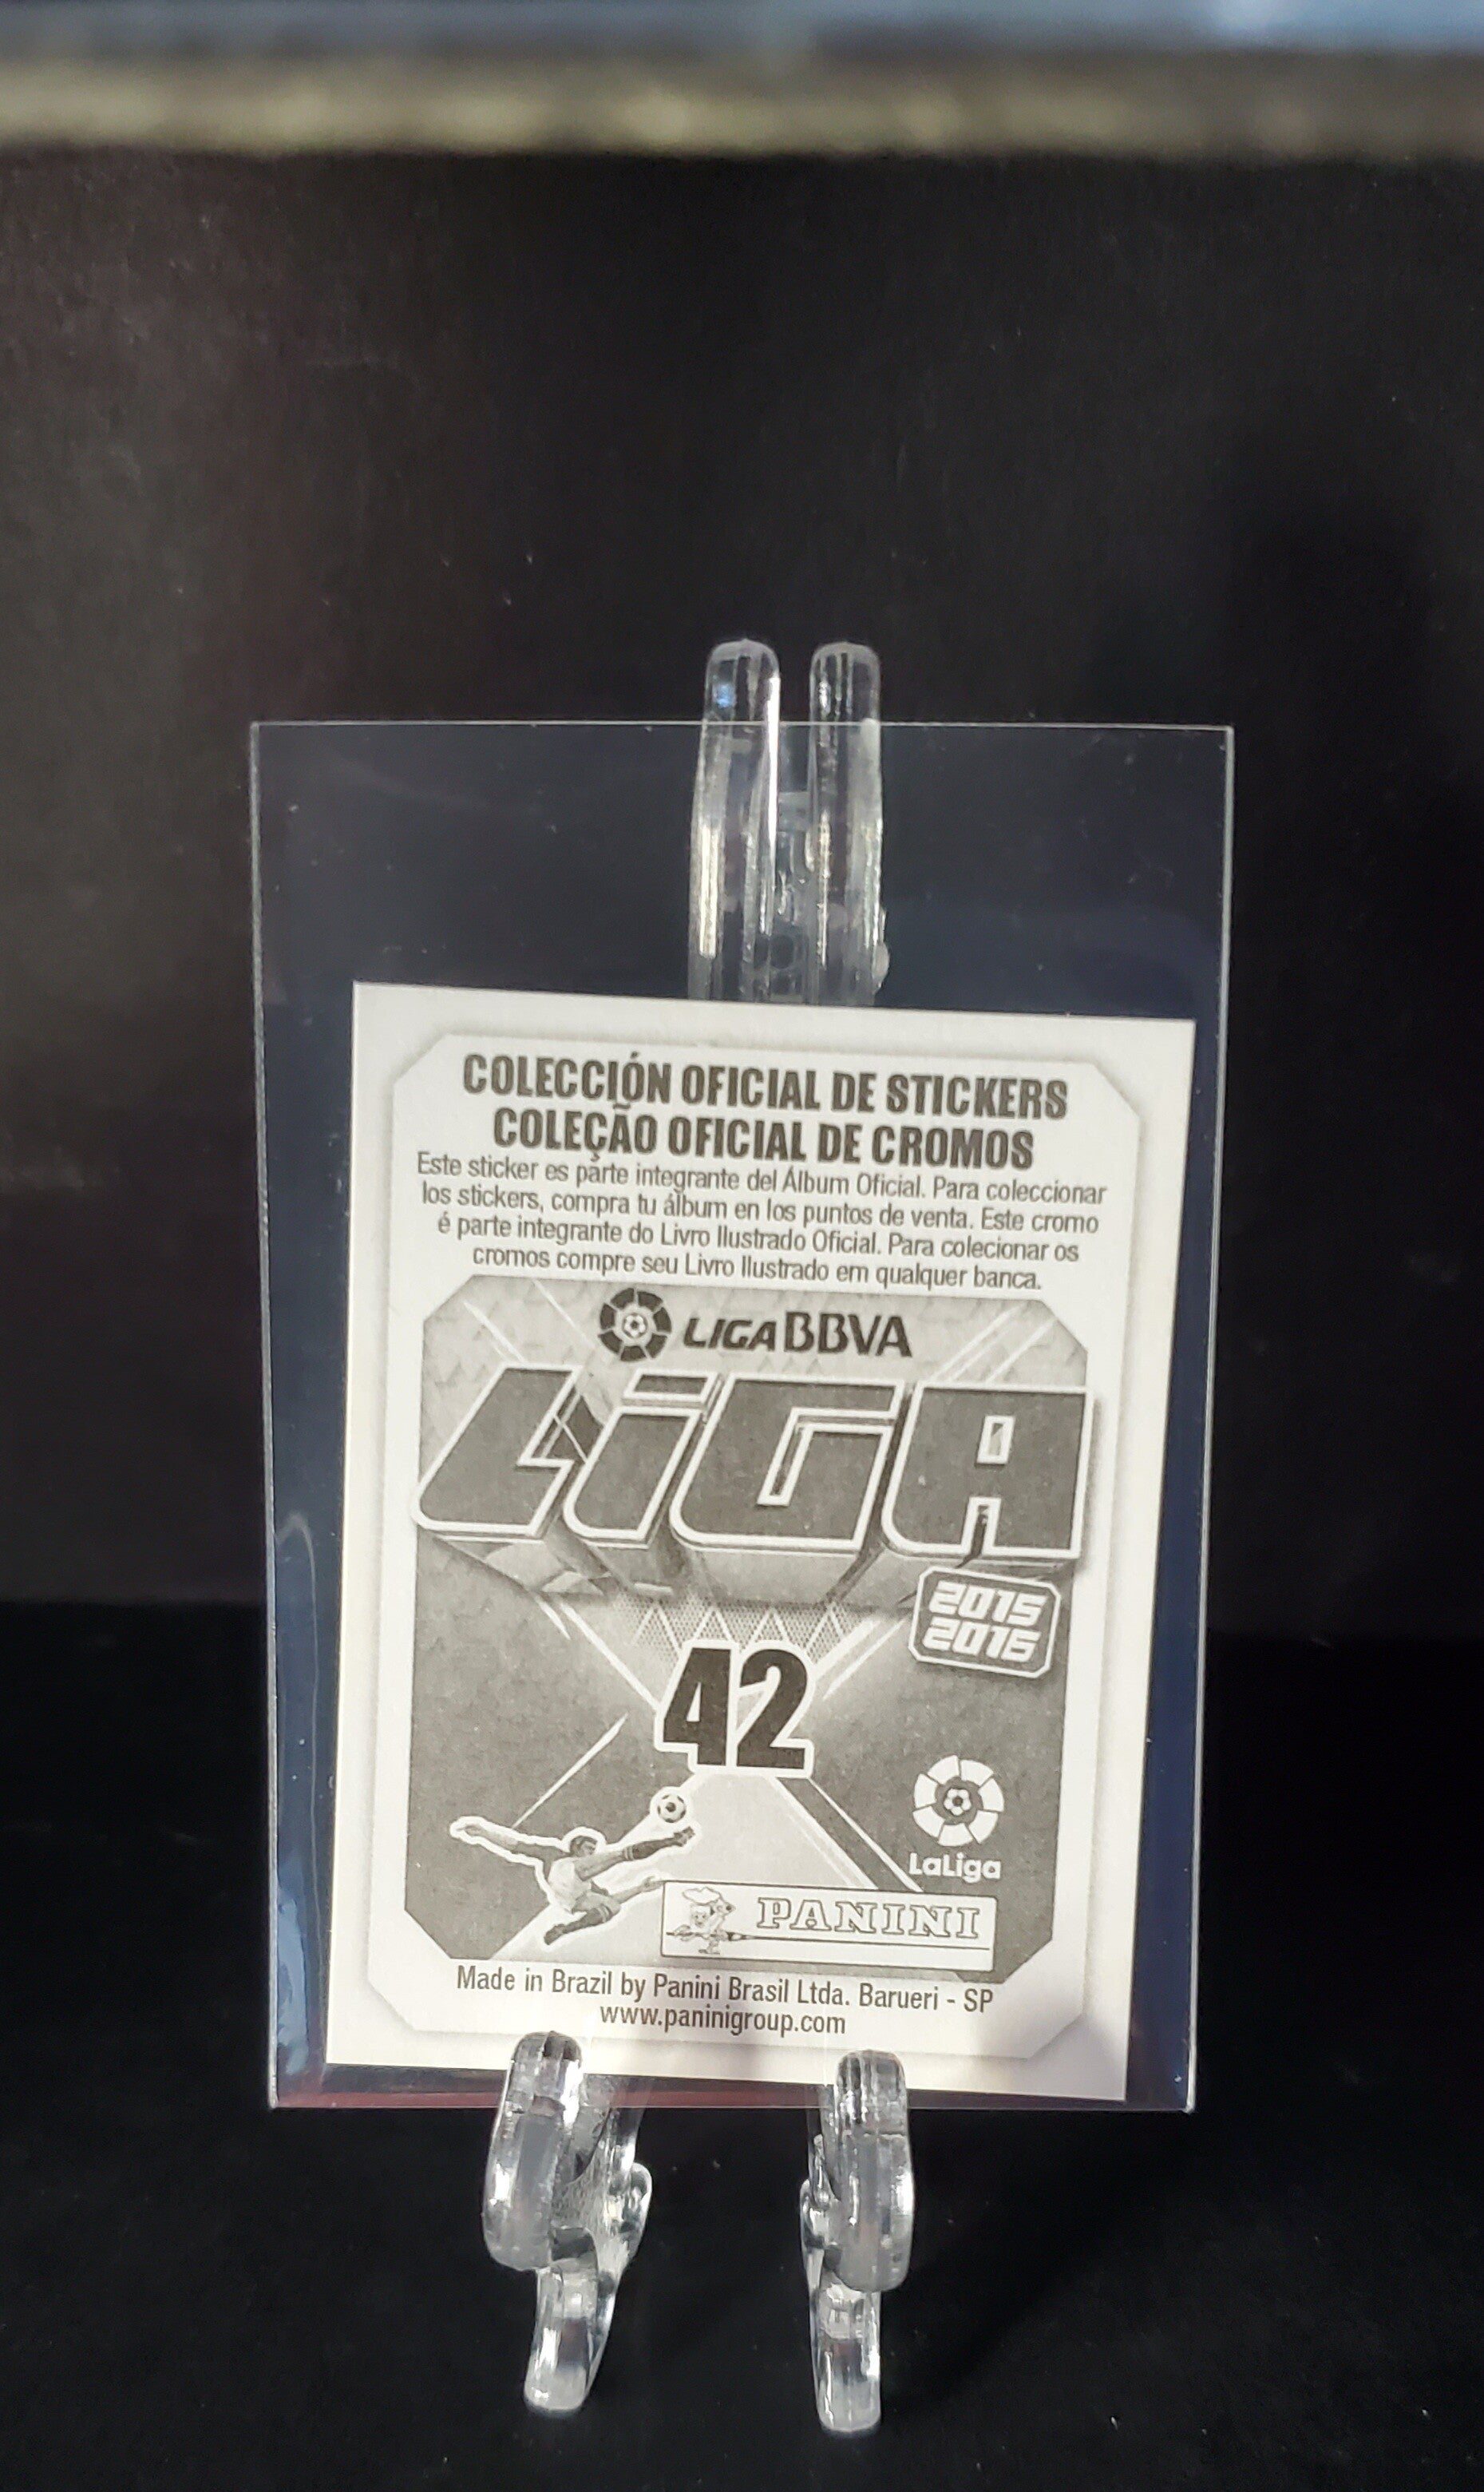 COLECCIÓN OFICIAL DE STICKERS
COLEÇÃO OFICIAL DE CROMOS
Este sticker es parte integrante del Álbum Oficial. Para coleccionar
los stickers, compra tu álbum en los puntos de venta. Este cromo
é parte integrante do Livro Ilustrado Oficial. Para colecionar os
cromos compre seu Livro Ilustrado em qualquer banca.
LIGA BBVA
LiGA
2015
2016
42
LaLiga
PANINI
Made in Brazil by Panini Brasil Ltda. Barueri - SP
www.paninigroup.com